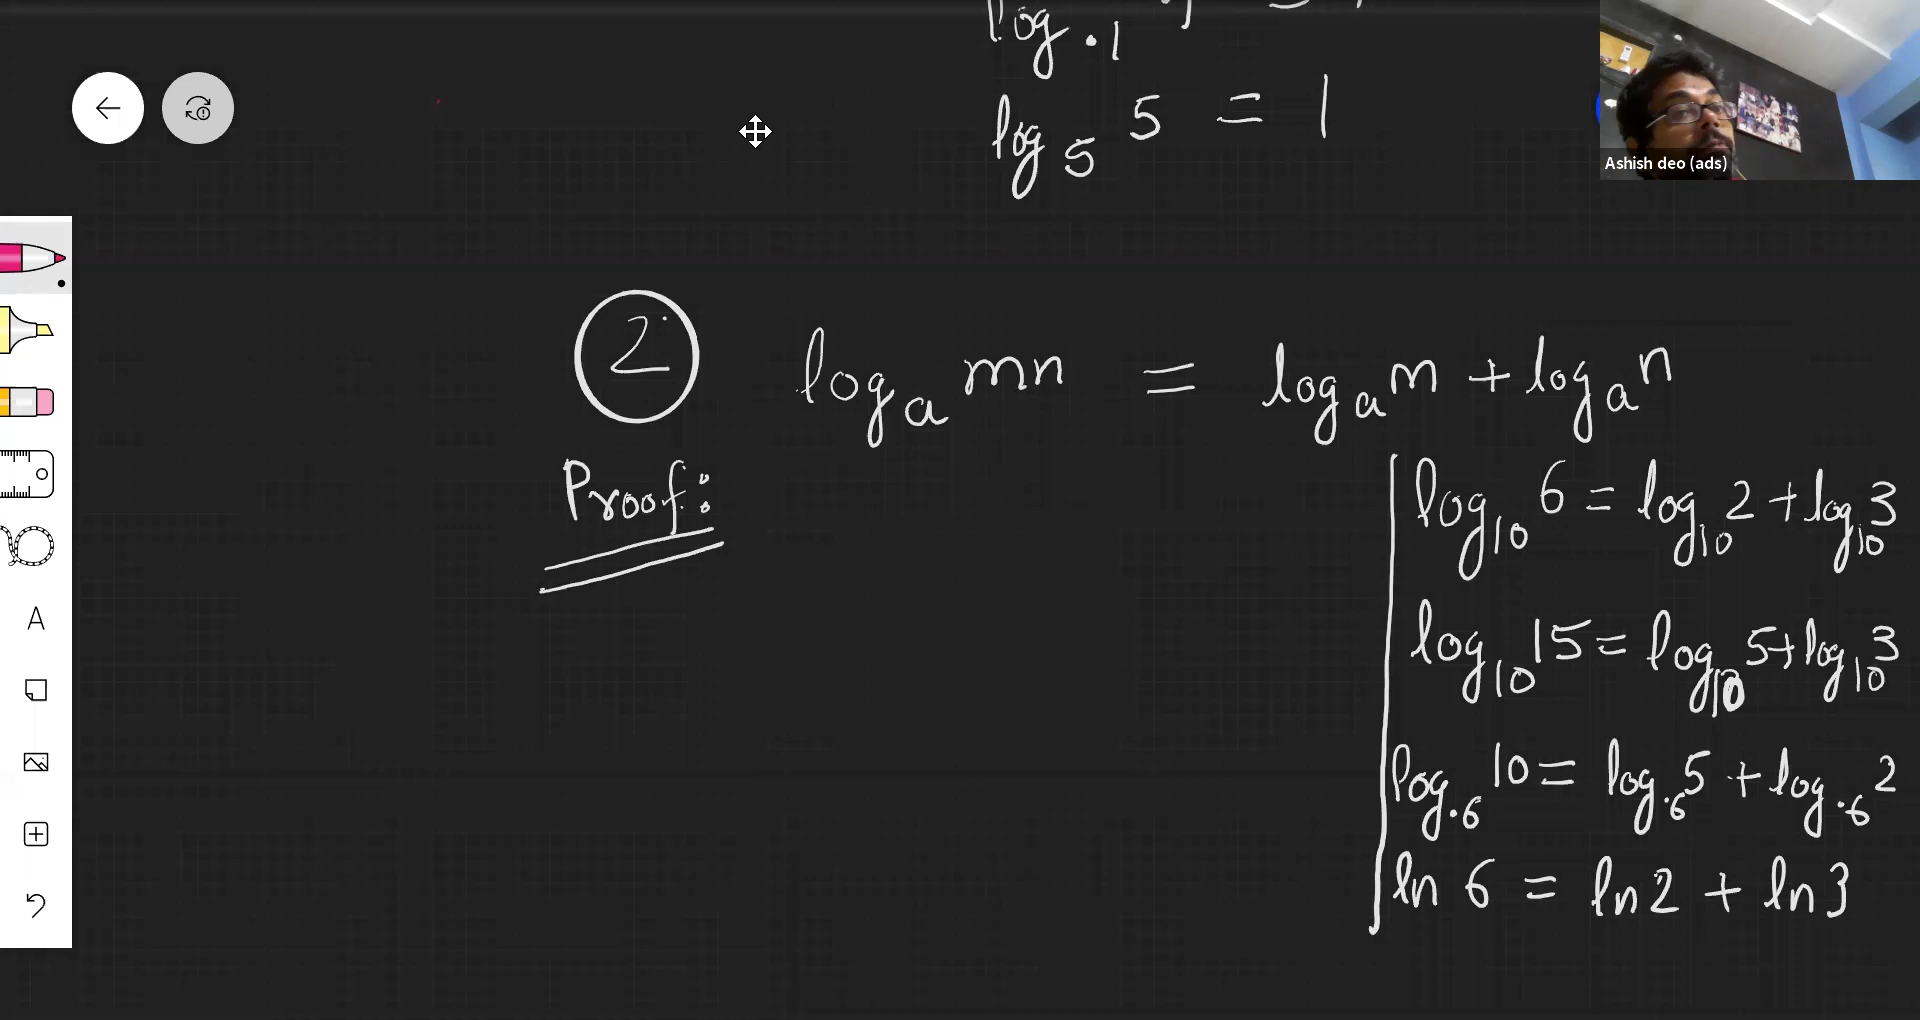 log.1
log5 5 = 1
Ashish deo (ads)
2 loga mn = loga m + loga n
Proof:
log10 6 = log10 2 + log10 3
log10 15 = log10 5 + log10 3
log.6 10 = log.6 5 + log.6 2
ln 6 = ln 2 + ln 3
A